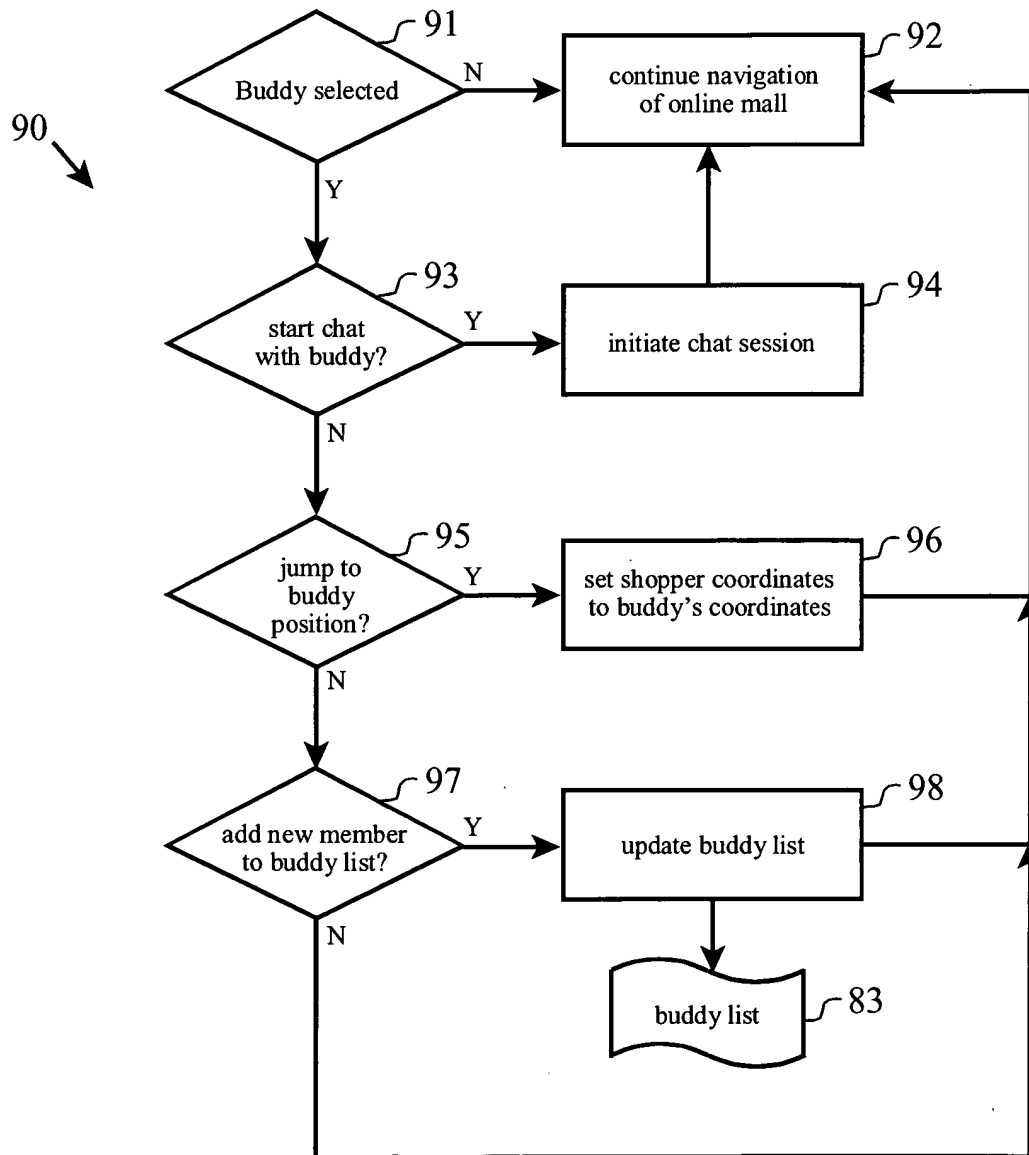 91
Buddy selected
N
92
continue navigation
of online mall
90
Y
93
start chat
with buddy?
Y
94
initiate chat session
N
95
jump to
buddy
position?
Y
96
set shopper coordinates
to buddy’s coordinates
N
97
add new member
to buddy list?
Y
98
update buddy list
N
buddy list
83